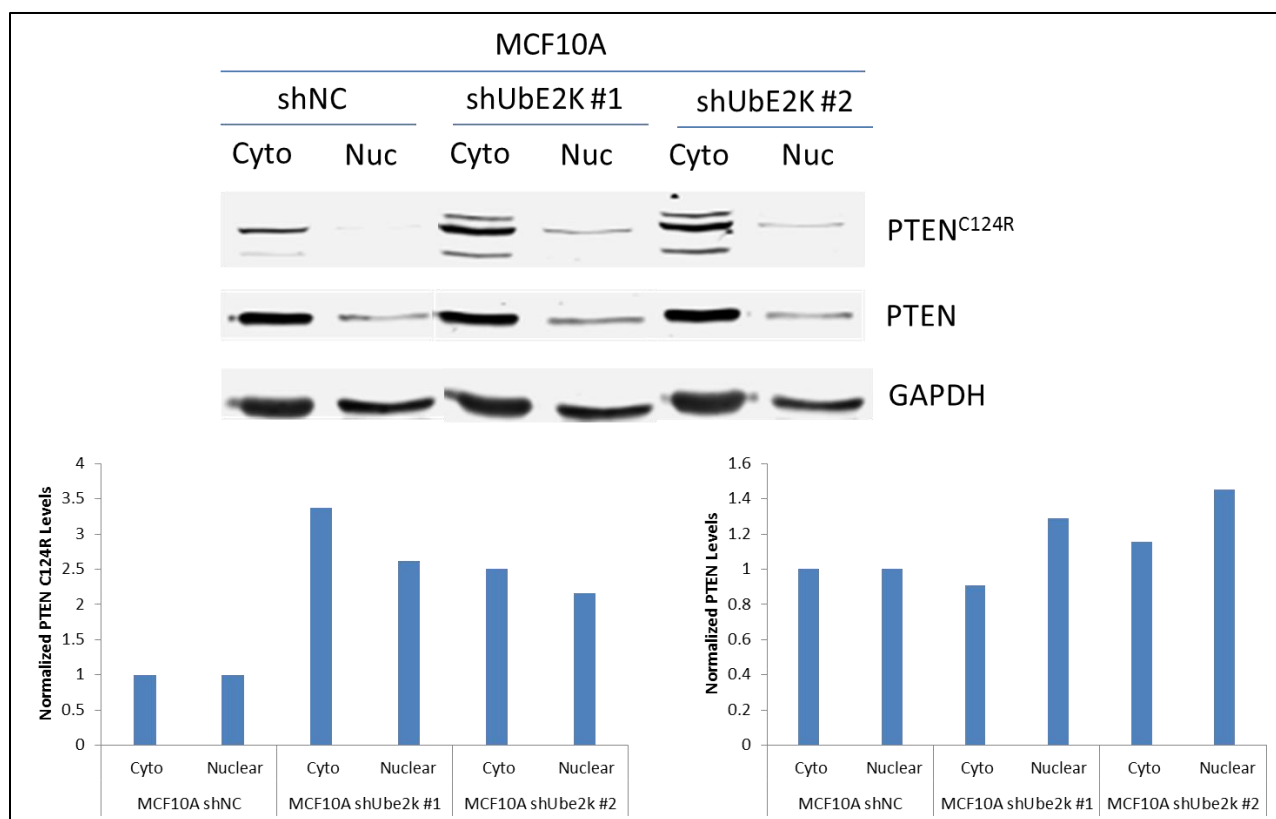 MCF10A
shNC shUbE2K #1 shUbE2K #2
Cyto Nuc Cyto Nuc Cyto Nuc
PTEN^C124R
PTEN
GAPDH
Normalized PTEN C124R Levels
4
3.5
3
2.5
2
1.5
1
0.5
0
Cyto Nuclear Cyto Nuclear Cyto Nuclear
MCF10A shNC MCF10A shUbe2k #1 MCF10A shUbe2k #2
Normalized PTEN Levels
1.6
1.4
1.2
1
0.8
0.6
0.4
0.2
0
Cyto Nuclear Cyto Nuclear Cyto Nuclear
MCF10A shNC MCF10A shUbe2k #1 MCF10A shUbe2k #2